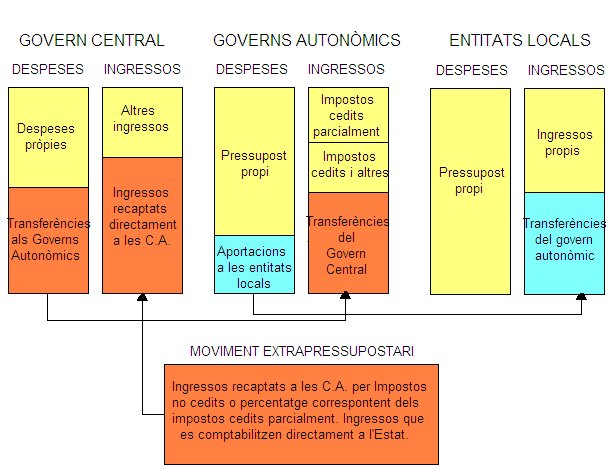 GOVERN CENTRAL
GOVERNS AUTONÒMICS
ENTITATS LOCALS
DESPESES
INGRESSOS
DESPESES
INGRESSOS
DESPESES
INGRESSOS
Despeses
pròpies
Transferències
als Governs
Autonòmics
Altres
ingressos
Ingressos
recaptats
directament
a les C.A.
Pressupost
propi
Aportacions
a les entitats
locals
Impostos
cedits
parcialment
Impostos
cedits i altres
Transferències
del
Govern
Central
Pressupost
propi
Ingressos
propis
Transferències
del govern
autonòmic
MOVIMENT EXTRAPRESSUPOSTARI
Ingressos recaptats a les C.A. per Impostos
no cedits o percentatge correspontent dels
impostos cedits parcialment. Ingressos que
es comptabilitzen directament a l'Estat.